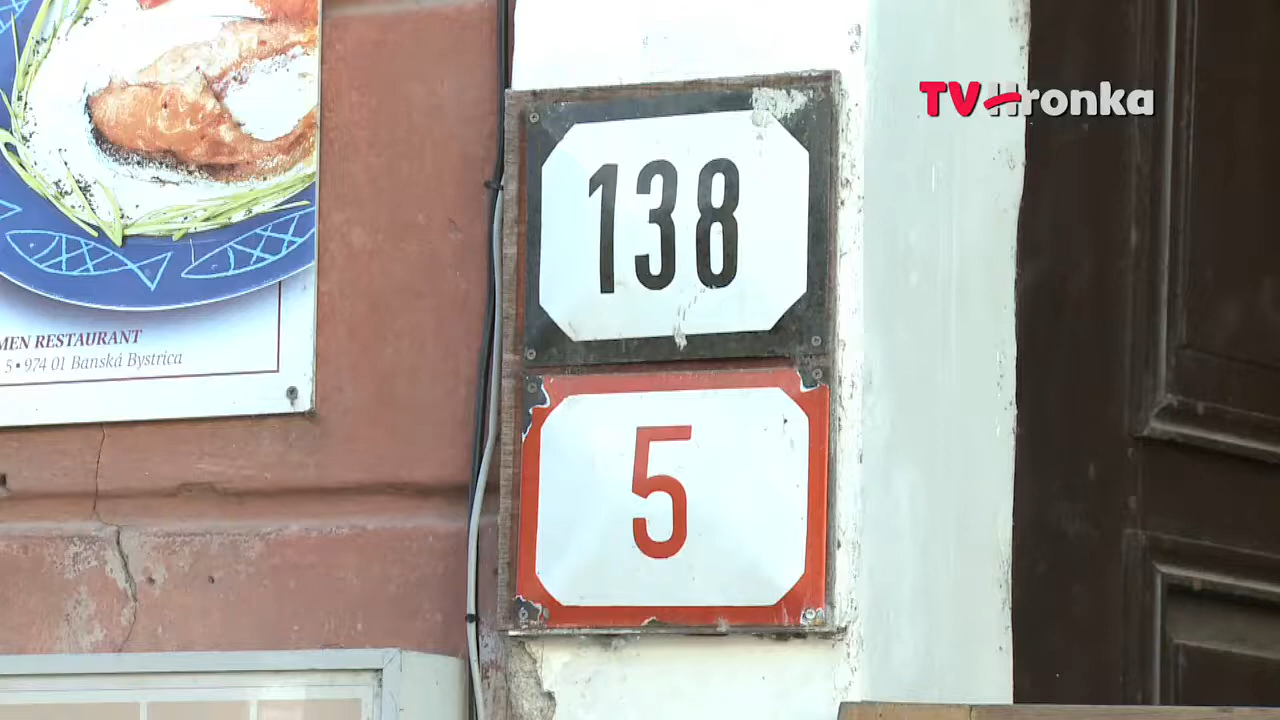 TV Hronka
138
5
MEN RESTAURANT
5 • 974 01 Banská Bystrica